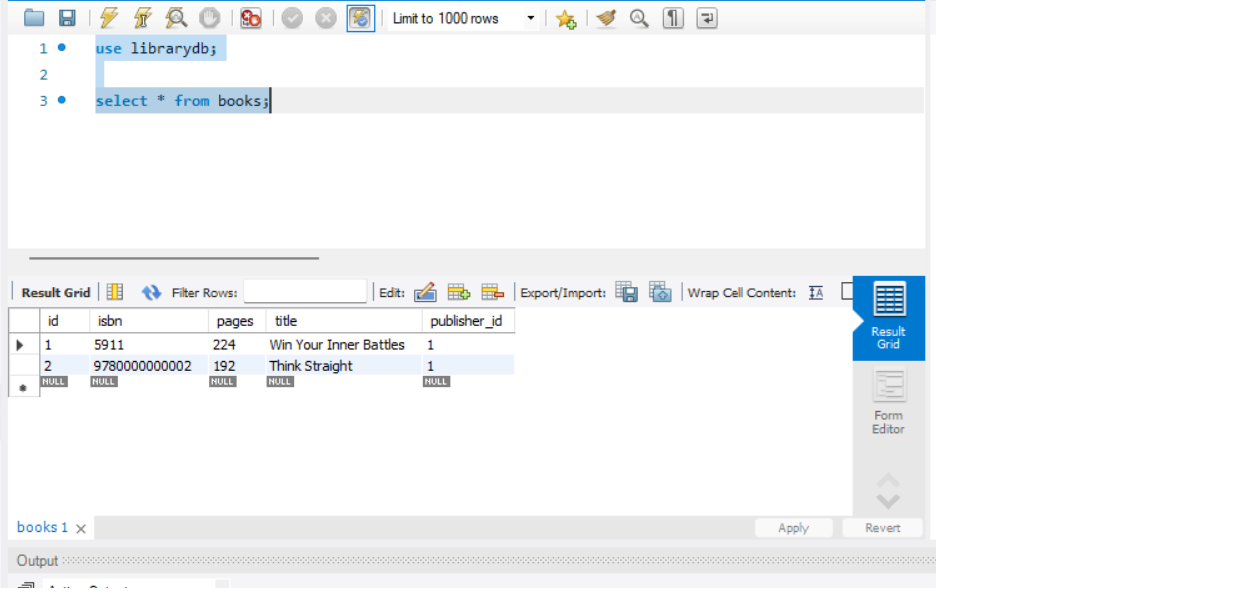 Limit to 1000 rows
1 use librarydb;
2
3 select * from books;
Result Grid Filter Rows: Edit: Export/Import: Wrap Cell Content: IA
id isbn pages title publisher_id
1 5911 224 Win Your Inner Battles 1
2 9780000000002 192 Think Straight 1
NULL NULL NULL NULL NULL
Result
Grid
Form
Editor
books 1
Apply Revert
Output